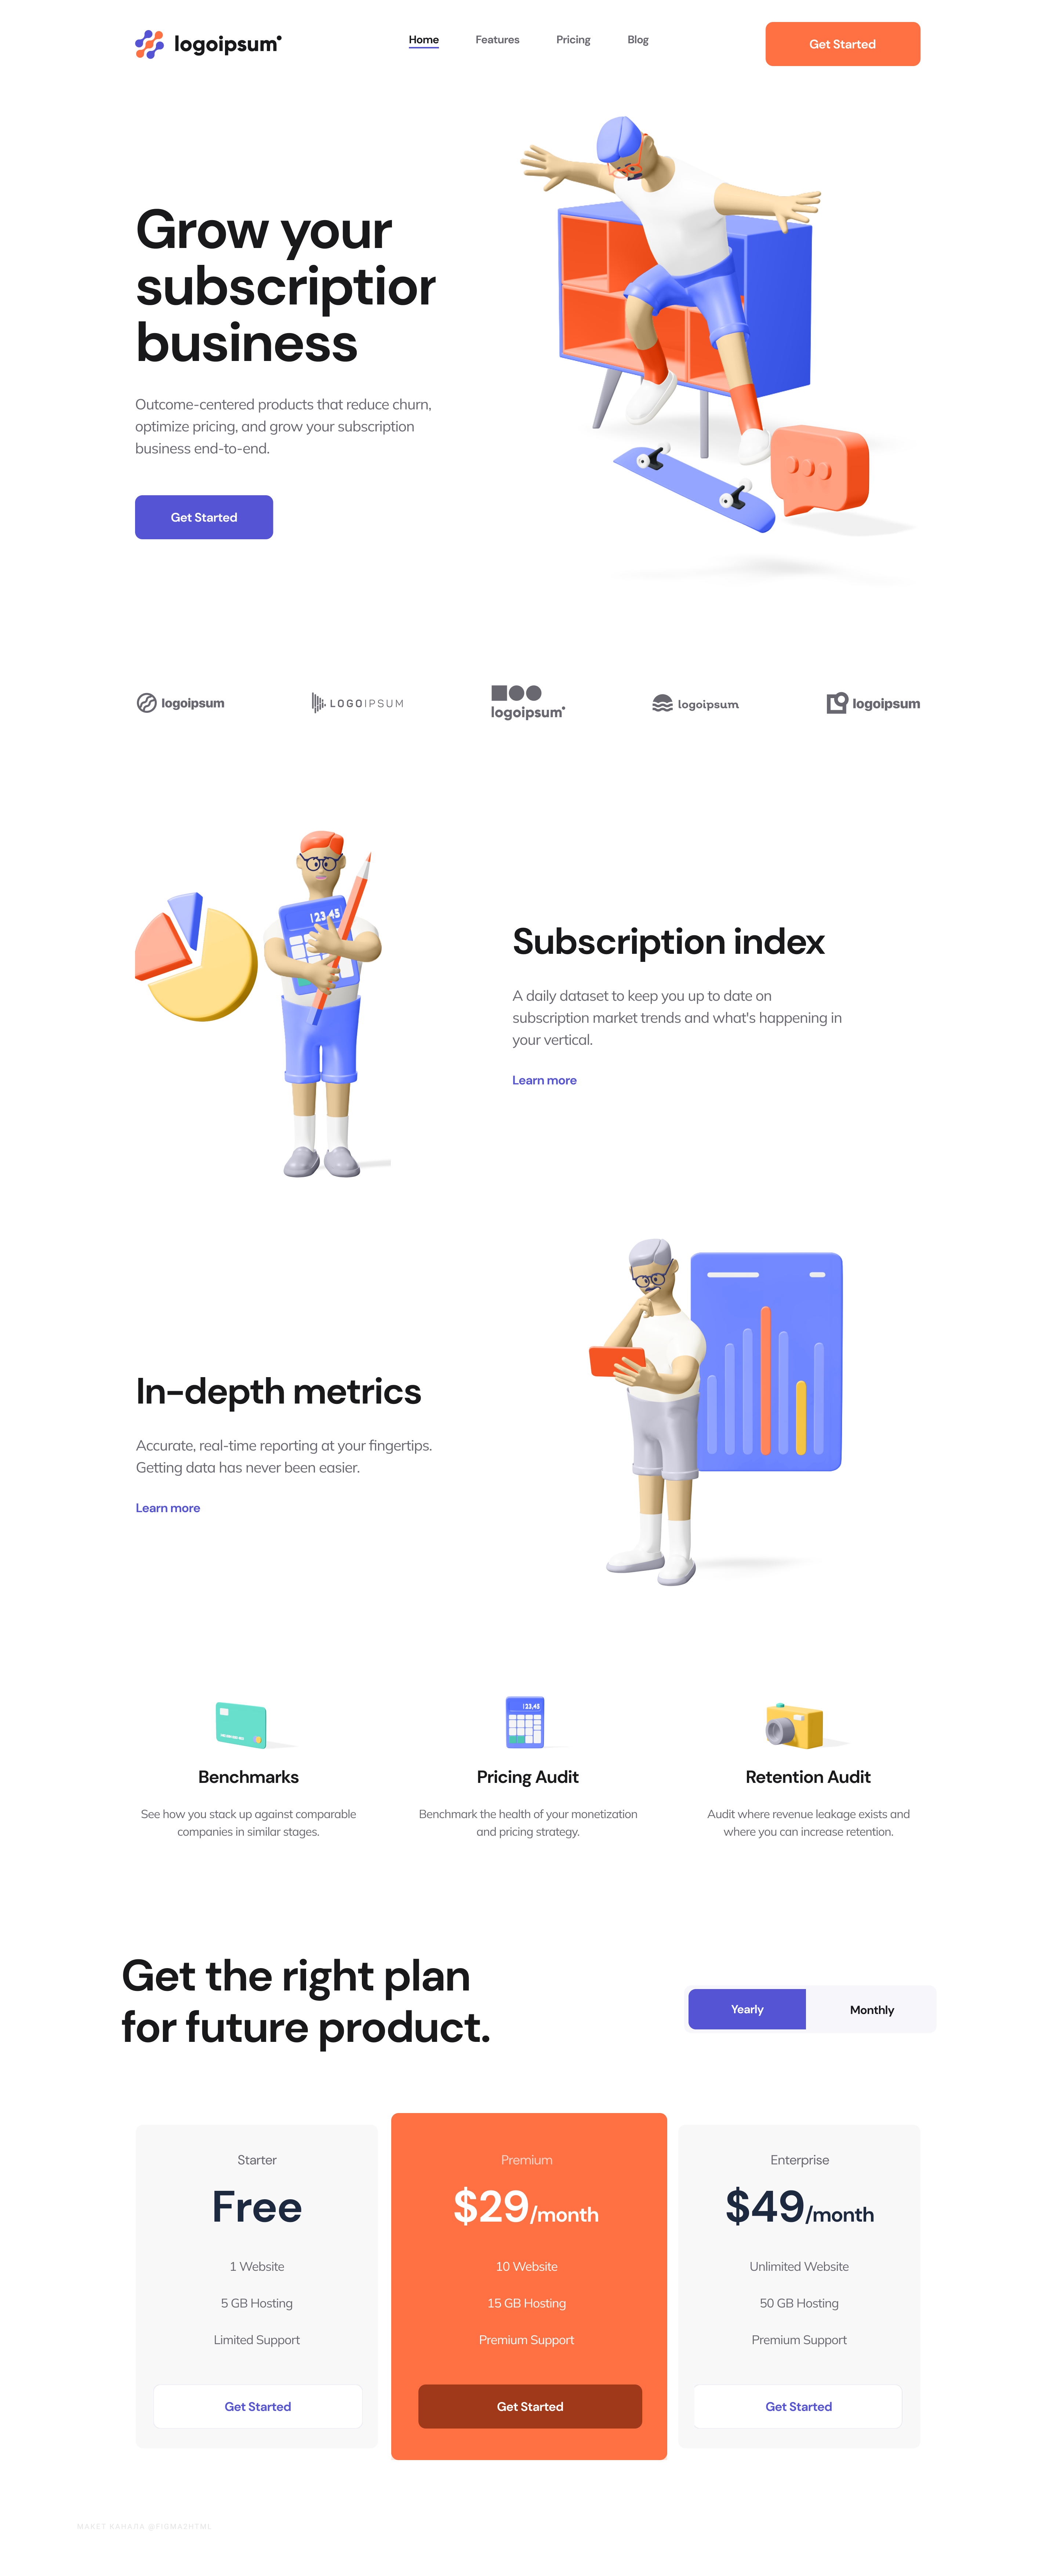 logoipsum
Home
Features
Pricing
Blog
Get Started
Grow your
subscriptior
business
Outcome-centered products that reduce churn,
optimize pricing, and grow your subscription
business end-to-end.
Get Started
logoipsum
LOGOIPSUM
logoipsum
logoipsum
logoipsum
123,45
Subscription index
A daily dataset to keep you up to date on
subscription market trends and what's happening in
your vertical.
Learn more
In-depth metrics
Accurate, real-time reporting at your fingertips.
Getting data has never been easier.
Learn more
123,45
Benchmarks
See how you stack up against comparable
companies in similar stages.
Pricing Audit
Benchmark the health of your monetization
and pricing strategy.
Retention Audit
Audit where revenue leakage exists and
where you can increase retention.
Get the right plan
for future product.
Yearly
Monthly
Starter
Free
1 Website
5 GB Hosting
Limited Support
Get Started
Premium
$29/month
10 Website
15 GB Hosting
Premium Support
Get Started
Enterprise
$49/month
Unlimited Website
50 GB Hosting
Premium Support
Get Started
МАКЕТ КАНАЛА @FIGMA2HTML